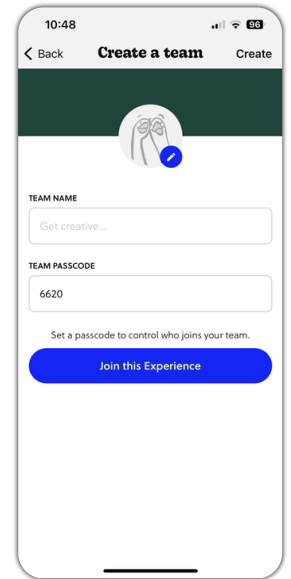 10:48
96
Back
Create a team
Create
TEAM NAME
Get creative...
TEAM PASSCODE
6620
Set a passcode to control who joins your team.
Join this Experience